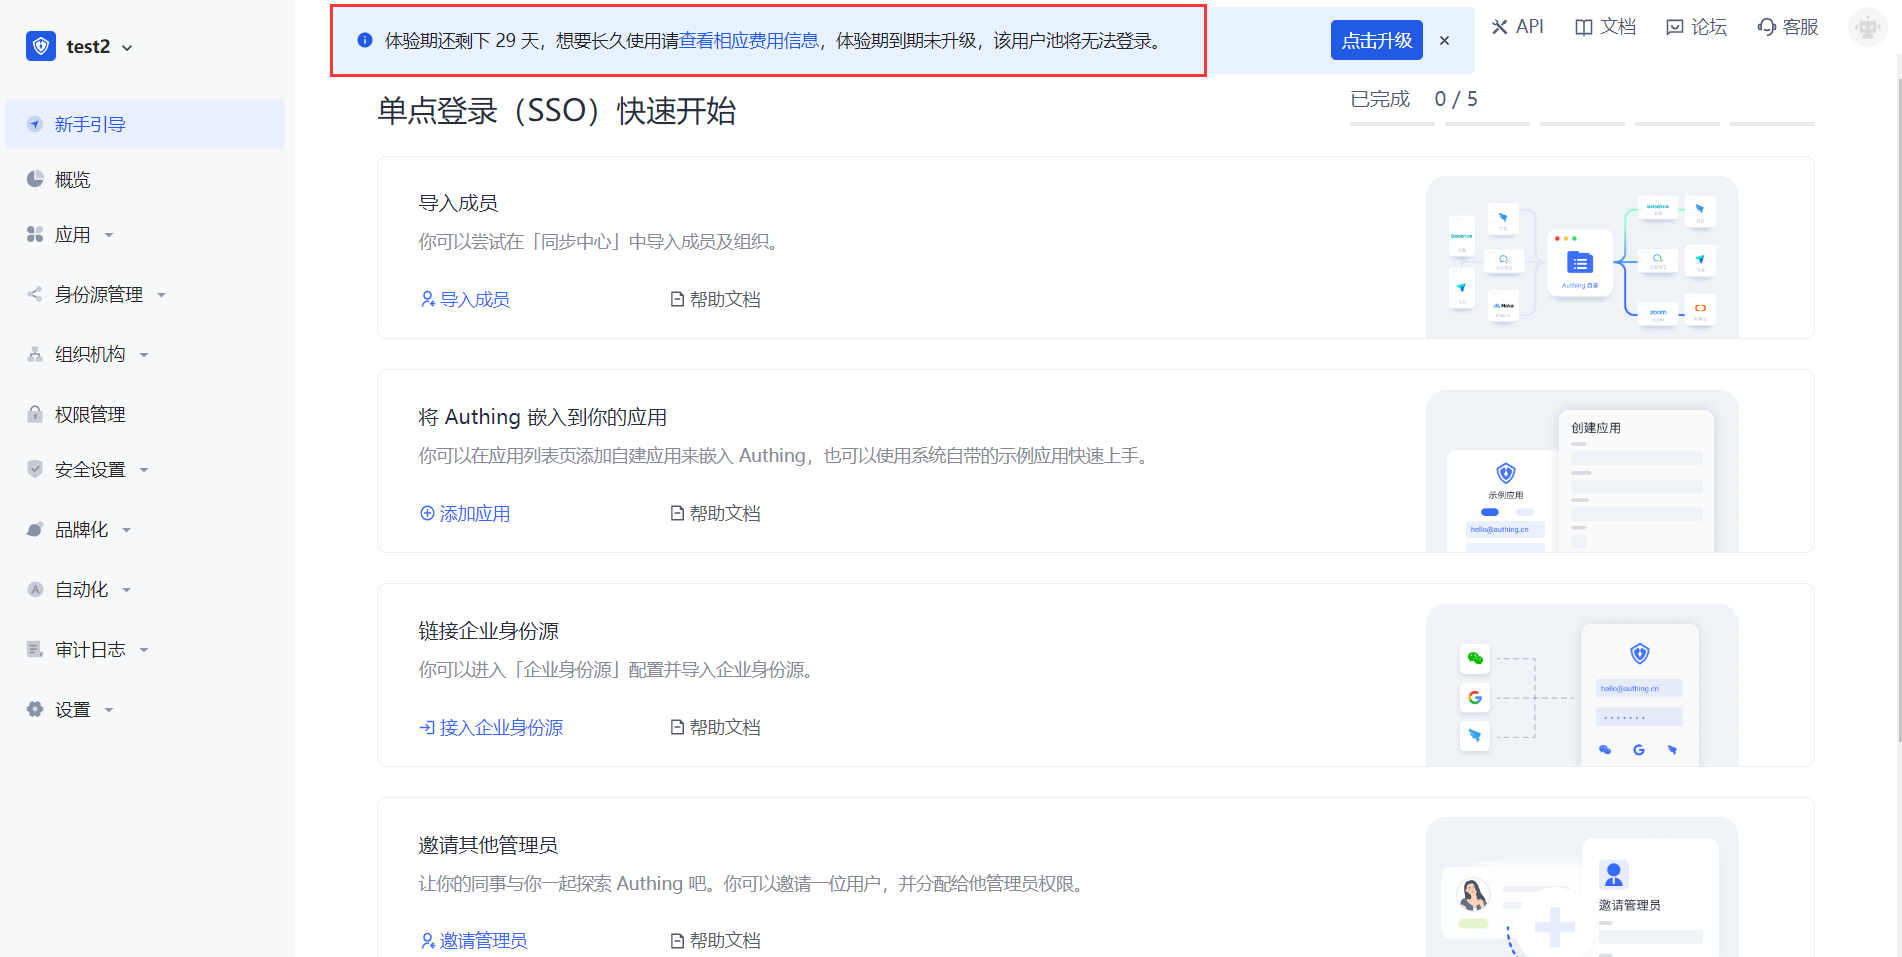 test2
新手引导
概览
应用
身份源管理
组织机构
权限管理
安全设置
品牌化
自动化
审计日志
设置
体验期还剩下 29 天，想要长久使用请查看相应费用信息，体验期到期未升级，该用户池将无法登录。
点击升级
API
文档
论坛
客服
单点登录（SSO）快速开始
已完成 0 / 5
导入成员
你可以尝试在「同步中心」中导入成员及组织。
导入成员
帮助文档
Authing 目录
Moka
zoom
将 Authing 嵌入到你的应用
你可以在应用列表页添加自建应用来嵌入 Authing，也可以使用系统自带的示例应用快速上手。
添加应用
帮助文档
创建应用
示例应用
hello@authing.cn
链接企业身份源
你可以进入「企业身份源」配置并导入企业身份源。
接入企业身份源
帮助文档
hello@authing.cn
邀请其他管理员
让你的同事与你一起探索 Authing 吧。你可以邀请一位用户，并分配给他管理员权限。
邀请管理员
帮助文档
邀请管理员